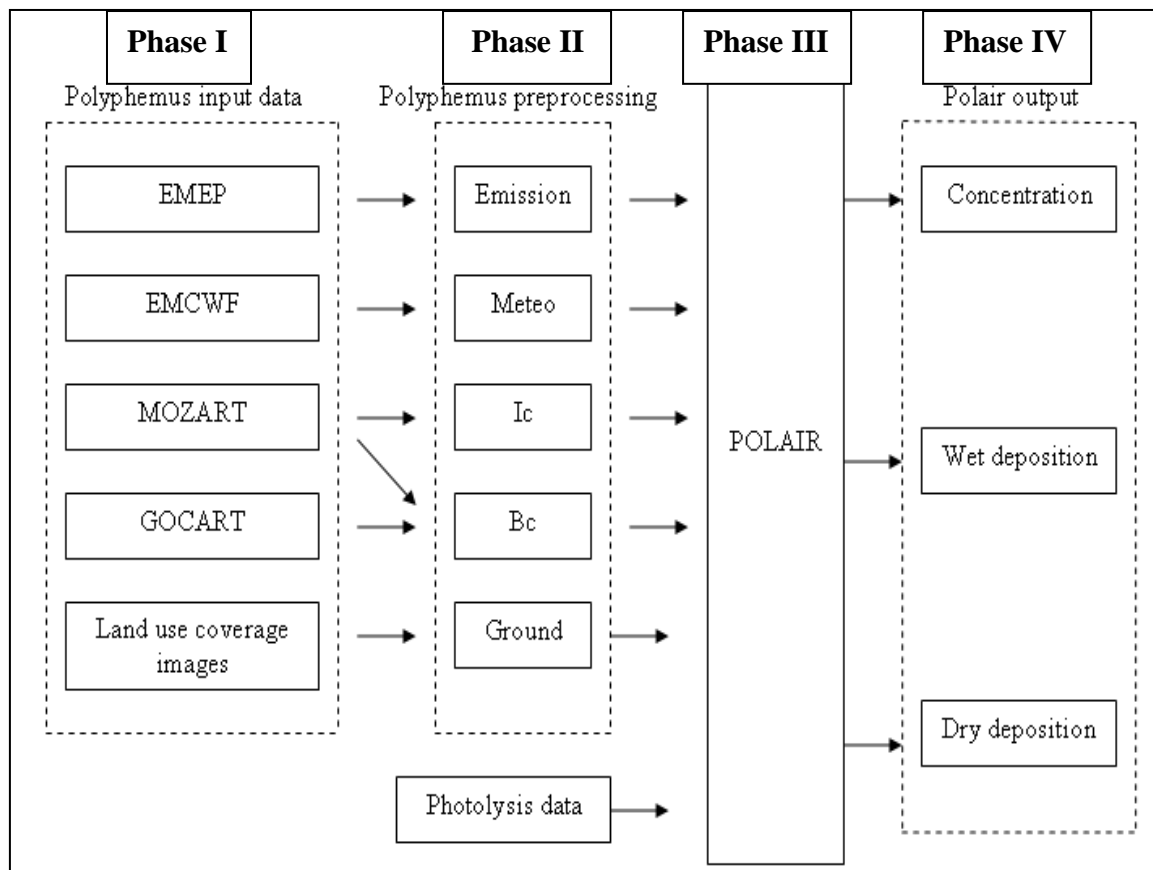 Phase I
Phase II
Phase III
Phase IV
Polyphemus input data
Polyphemus preprocessing
Polair output
EMEP
Emission
Concentration
EMCWF
Meteo
MOZART
Ic
POLAIR
Wet deposition
GOCART
Bc
Land use coverage
images
Ground
Dry deposition
Photolysis data